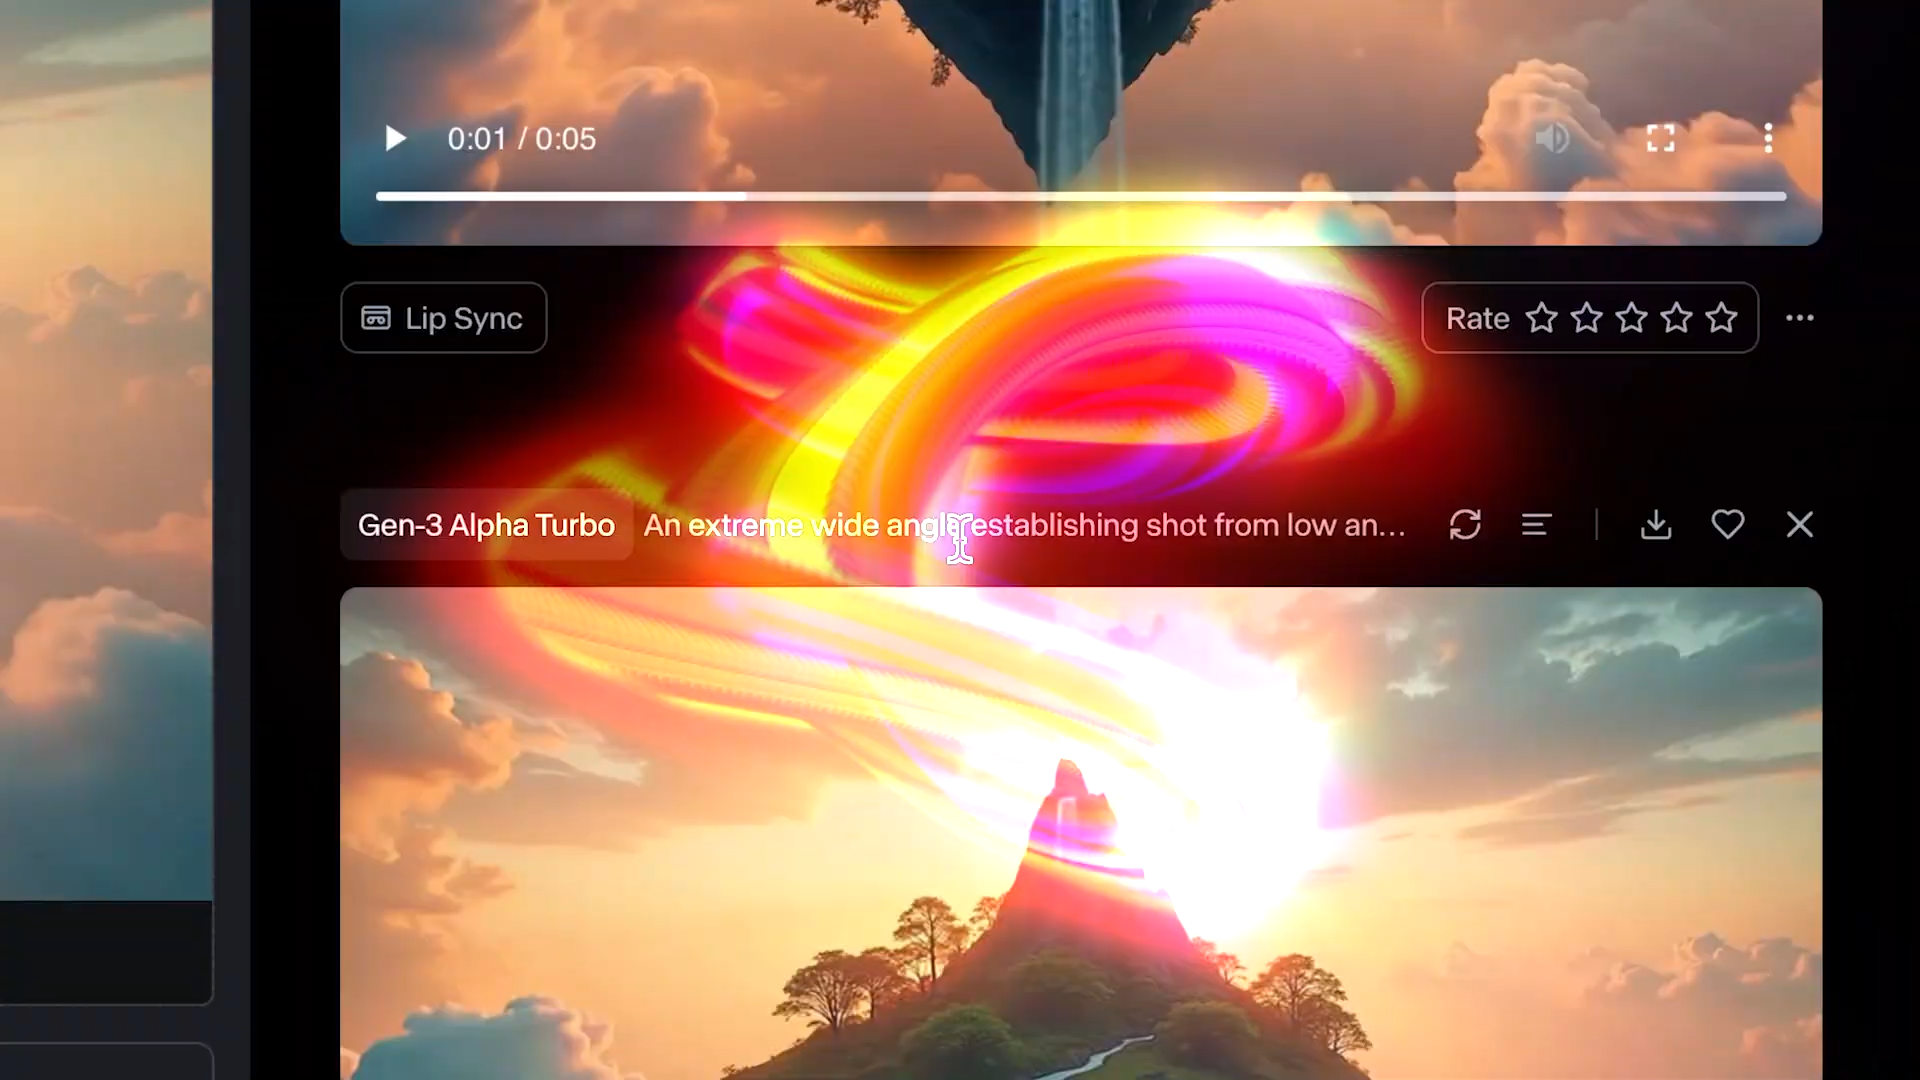 0:01 / 0:05
Lip Sync
Rate
Gen-3 Alpha Turbo An extreme wide angle establishing shot from low an...